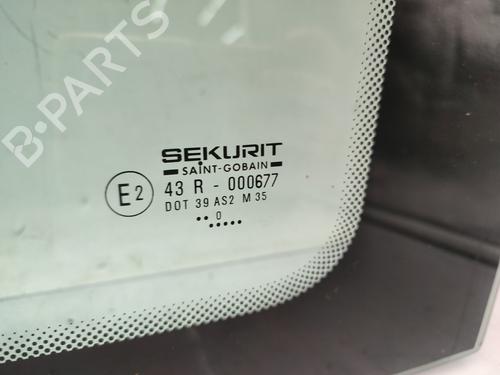 B-PARTS
SEKURIT
SAINT-GOBAIN
E2 43 R - 000677
DOT 39 AS2 M 35
.. 0 .....